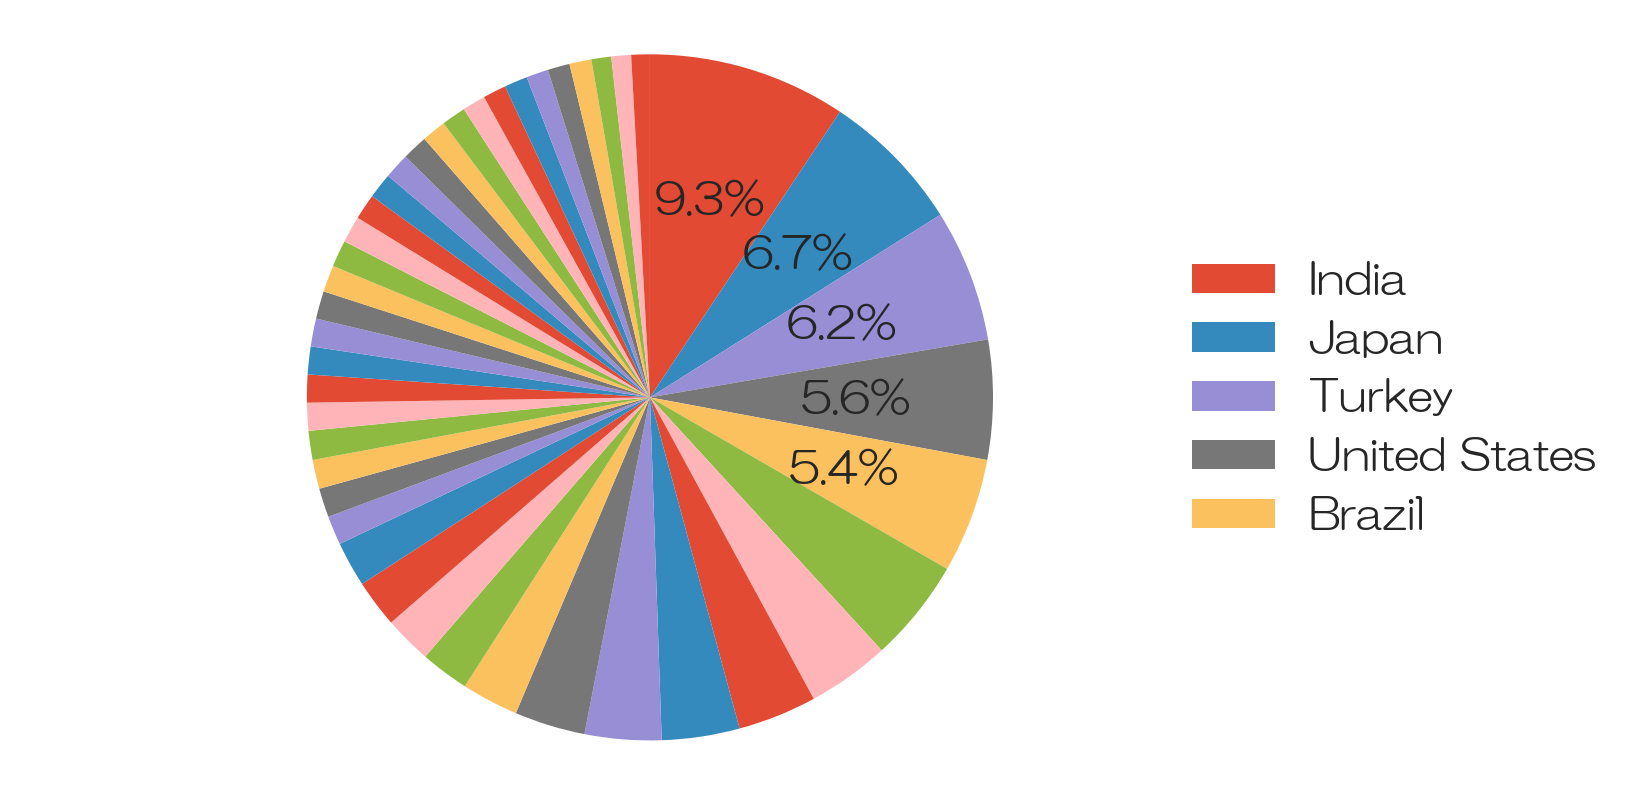 9.3%
6.7%
6.2%
5.6%
5.4%
India
Japan
Turkey
United States
Brazil